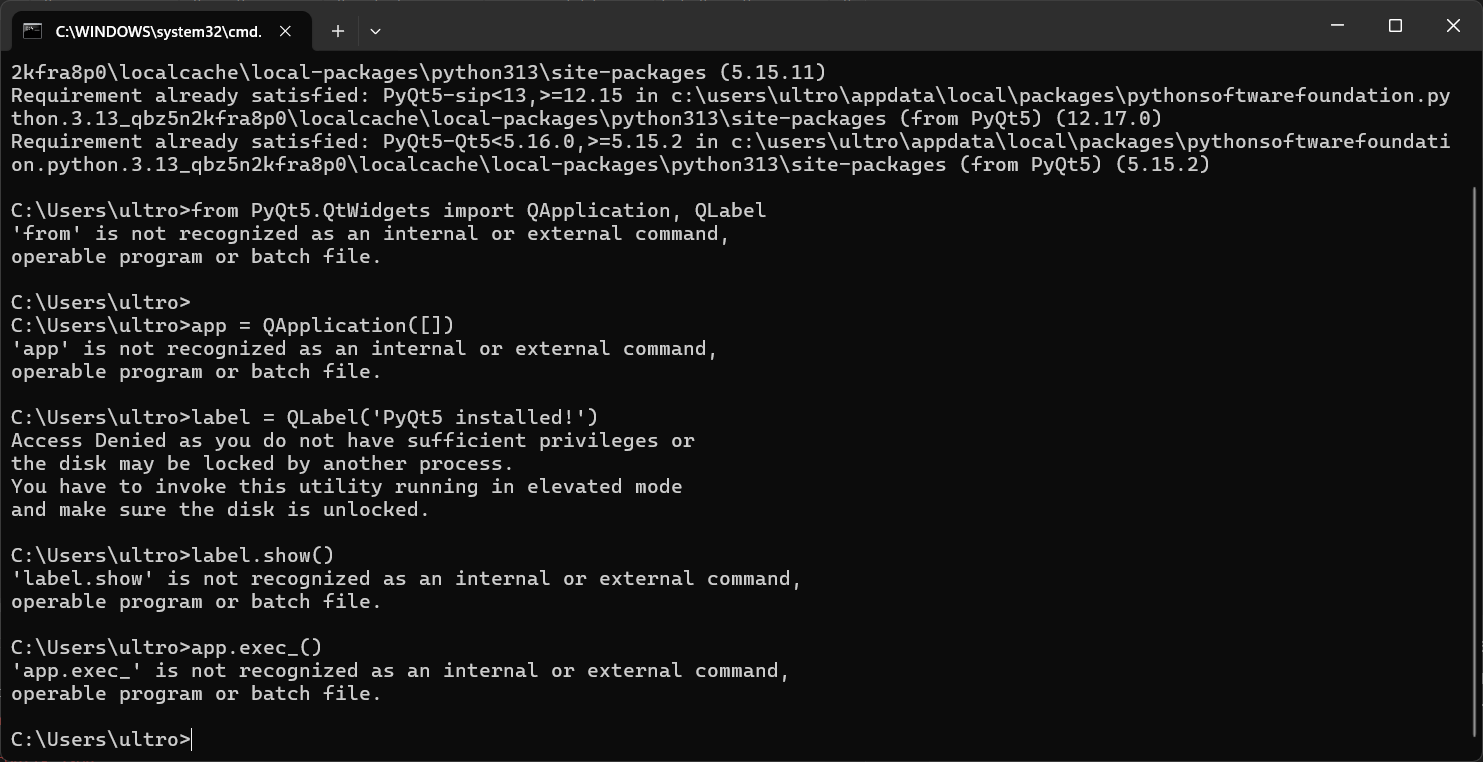 C:\WINDOWS\system32\cmd.
2kfra8p0\localcache\local-packages\python313\site-packages (5.15.11)
Requirement already satisfied: PyQt5-sip<13,>=12.15 in c:\users\ultro\appdata\local\packages\pythonsoftwarefoundation.py
thon.3.13_qbz5n2kfra8p0\localcache\local-packages\python313\site-packages (from PyQt5) (12.17.0)
Requirement already satisfied: PyQt5-Qt5<5.16.0,>=5.15.2 in c:\users\ultro\appdata\local\packages\pythonsoftwarefoundati
on.python.3.13_qbz5n2kfra8p0\localcache\local-packages\python313\site-packages (from PyQt5) (5.15.2)
C:\Users\ultro>from PyQt5.QtWidgets import QApplication, QLabel
'from' is not recognized as an internal or external command,
operable program or batch file.
C:\Users\ultro>
C:\Users\ultro>app = QApplication([])
'app' is not recognized as an internal or external command,
operable program or batch file.
C:\Users\ultro>label = QLabel('PyQt5 installed!')
Access Denied as you do not have sufficient privileges or
the disk may be locked by another process.
You have to invoke this utility running in elevated mode
and make sure the disk is unlocked.
C:\Users\ultro>label.show()
'label.show' is not recognized as an internal or external command,
operable program or batch file.
C:\Users\ultro>app.exec_()
'app.exec_' is not recognized as an internal or external command,
operable program or batch file.
C:\Users\ultro>